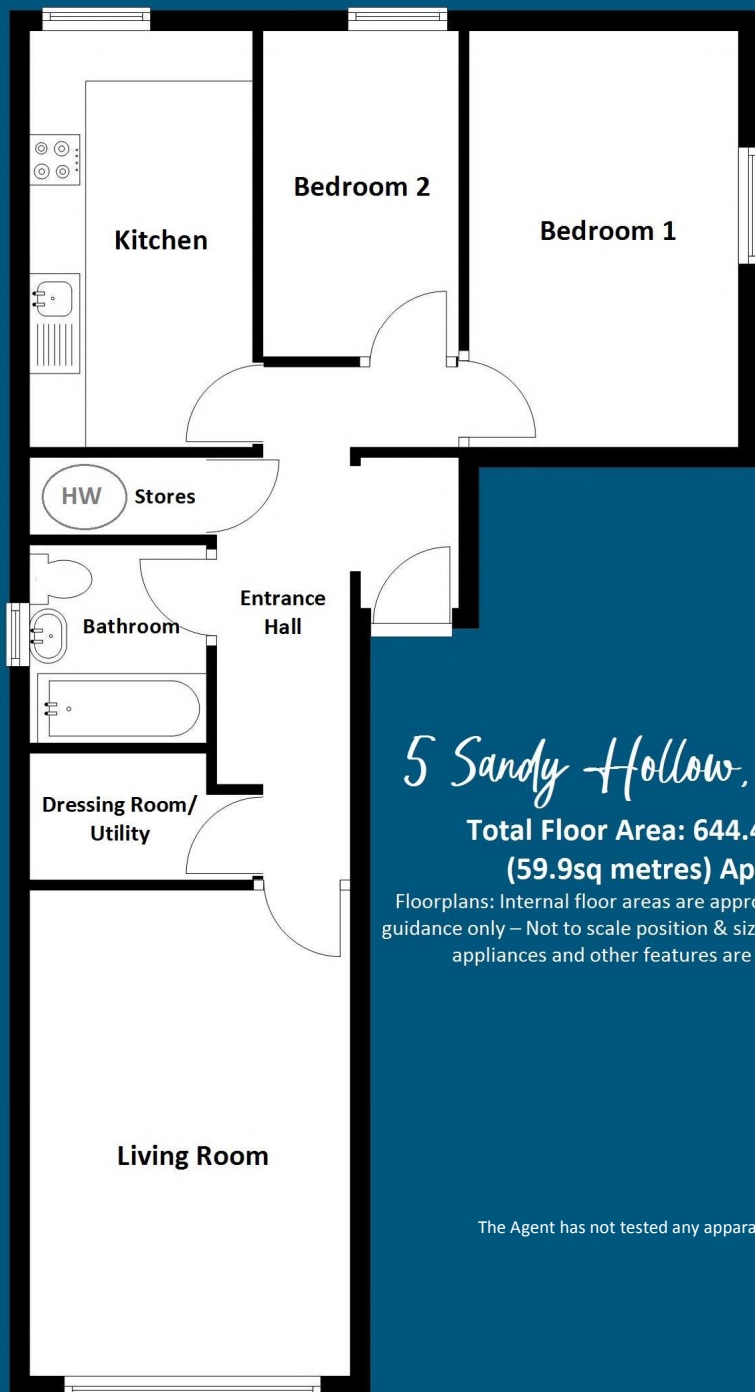 Kitchen
Bedroom 2
Bedroom 1
HW
Stores
Bathroom
Entrance
Hall
Dressing Room/
Utility
Living Room
5 Sandy Hollow,
Total Floor Area: 644.4
(59.9sq metres) Ap
Floorplans: Internal floor areas are appro
guidance only – Not to scale position & siz
appliances and other features are
The Agent has not tested any appara